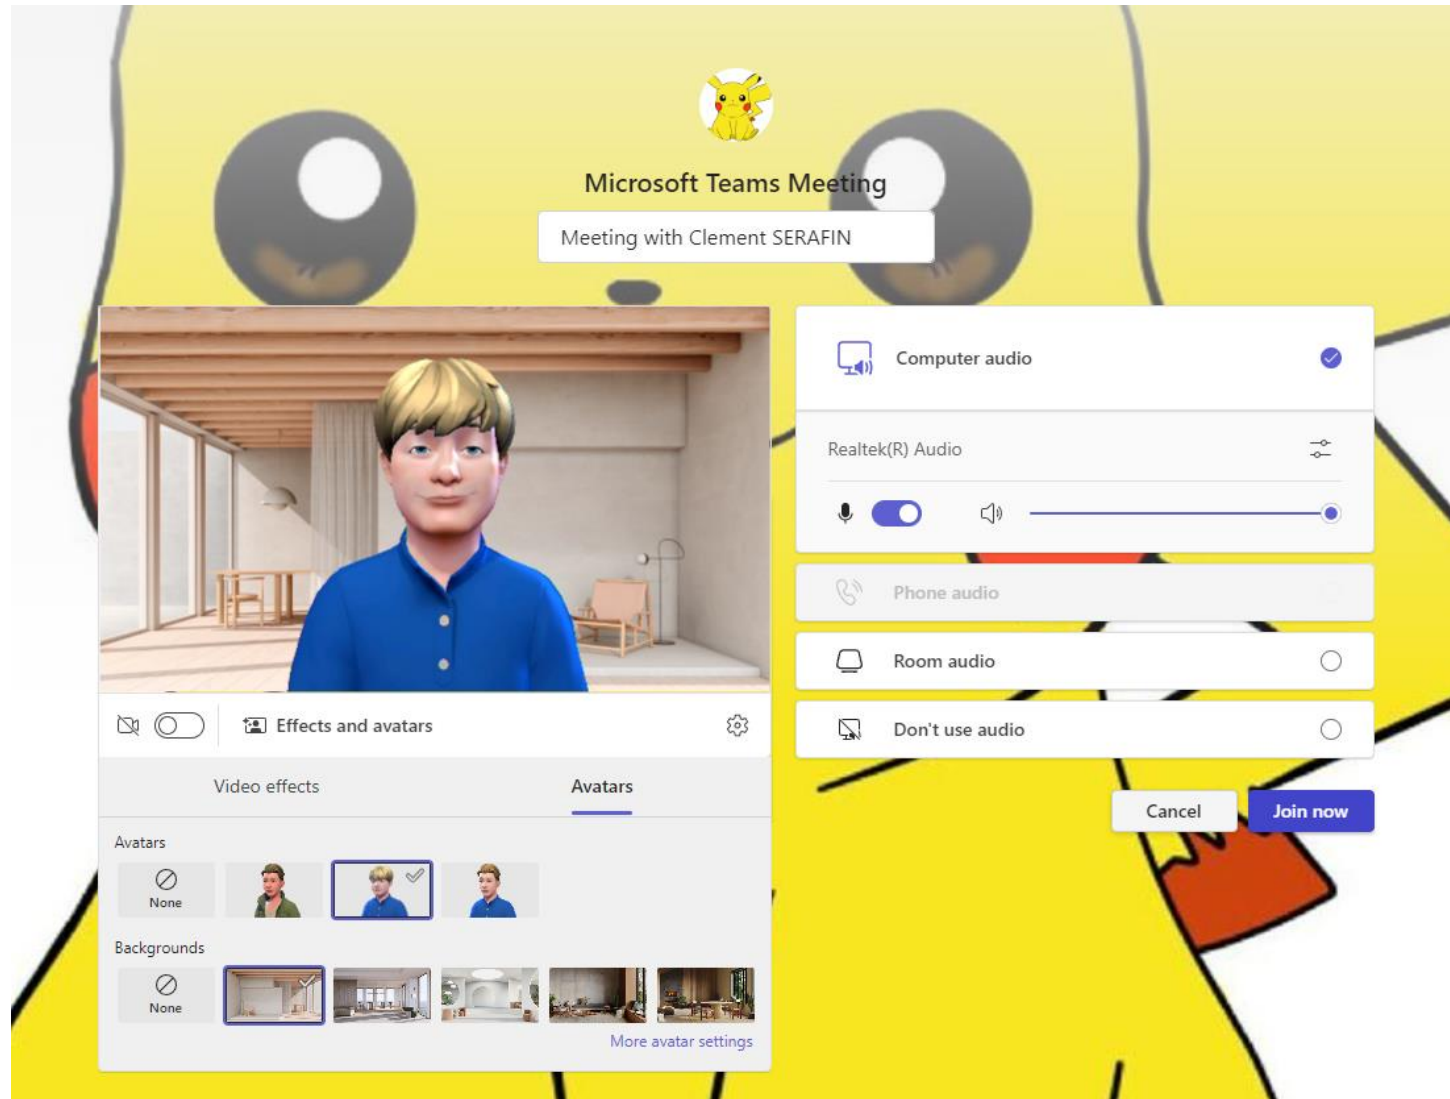 Microsoft Teams Meeting
Meeting with Clement SERAFIN
Computer audio
Realtek(R) Audio
Phone audio
Room audio
Don't use audio
Cancel
Join now
Effects and avatars
Video effects
Avatars
Avatars
None
Backgrounds
None
More avatar settings